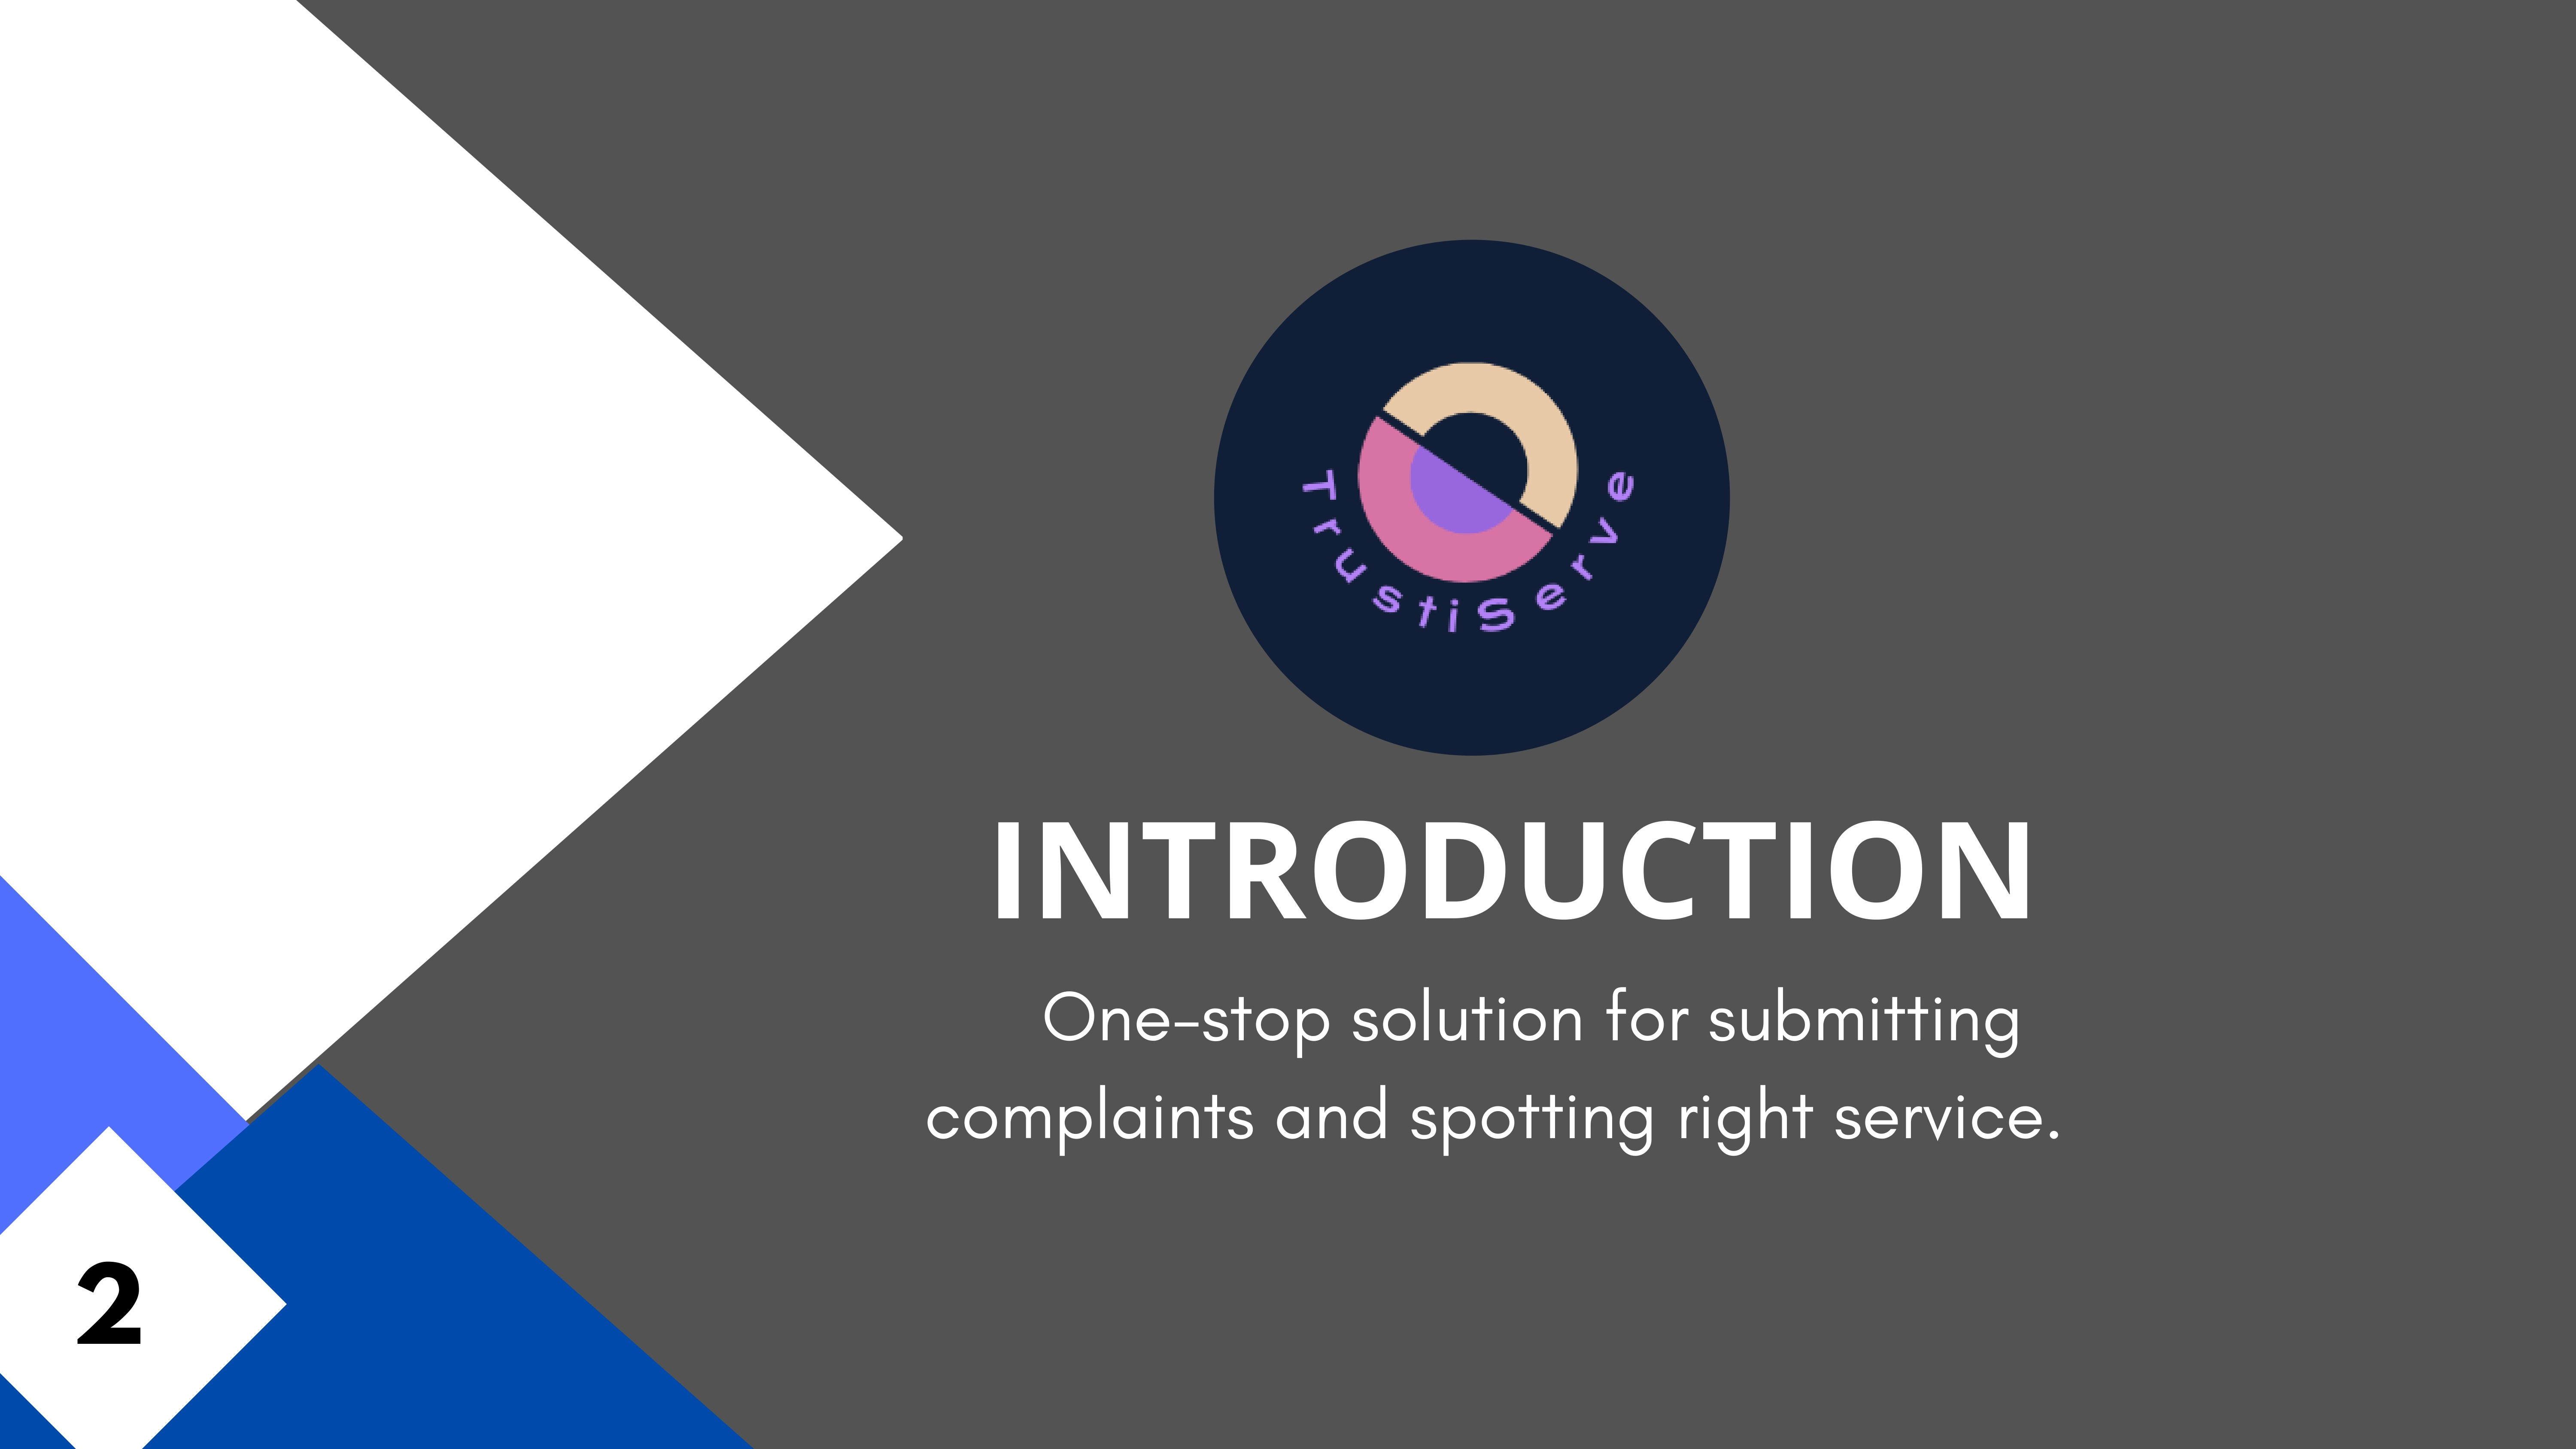 TrustiServe
INTRODUCTION
One-stop solution for submitting
complaints and spotting right service.
2